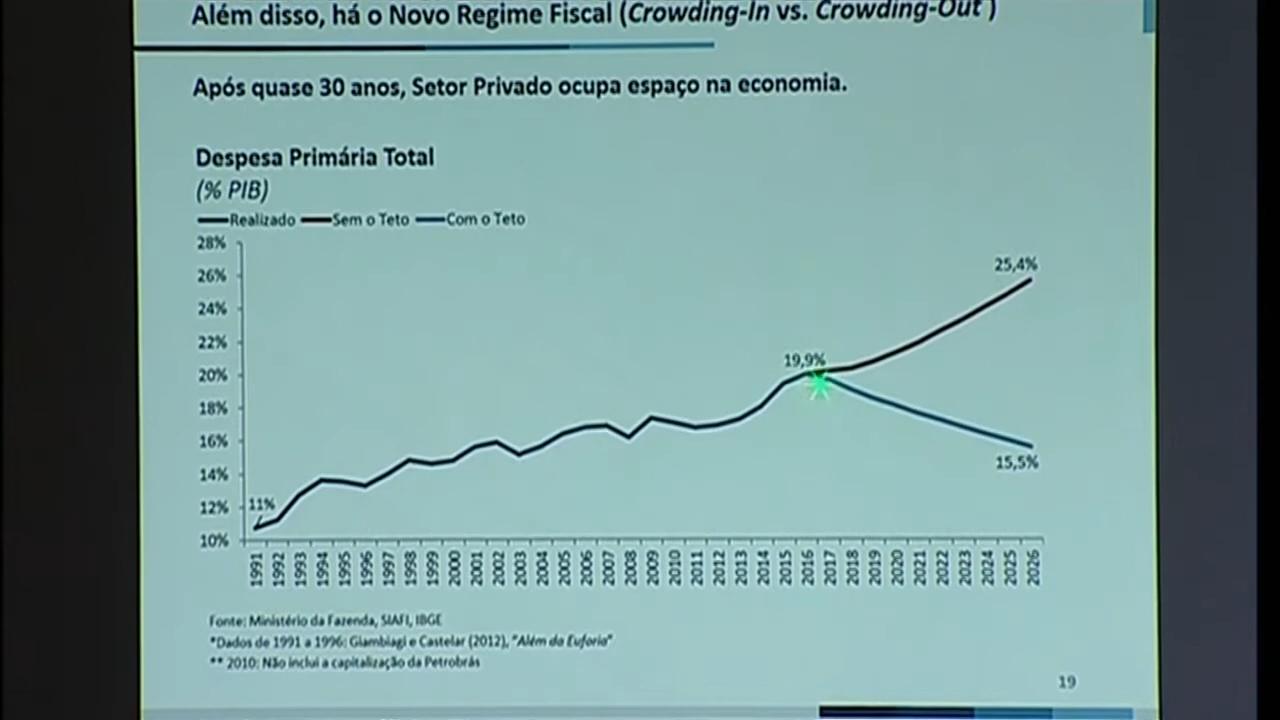 Além disso, há o Novo Regime Fiscal (Crowding-In vs. Crowding-Out )
Após quase 30 anos, Setor Privado ocupa espaço na economia.
Despesa Primária Total
(% PIB)
Realizado Sem o Teto Com o Teto
28%
26%
24%
22%
20%
18%
16%
14%
12%
10%
11%
19,9%
25,4%
15,5%
1991 1992 1993 1994 1995 1996 1997 1998 1999 2000 2001 2002 2003 2004 2005 2006 2007 2008 2009 2010 2011 2012 2013 2014 2015 2016 2017 2018 2019 2020 2021 2022 2023 2024 2025 2026
Fonte: Ministério da Fazenda, SIAFI, IBGE
*Dados de 1991 a 1996: Giambiagi e Castelar (2012), "Além da Euforia"
** 2010: Não inclui a capitalização da Petrobrás
19